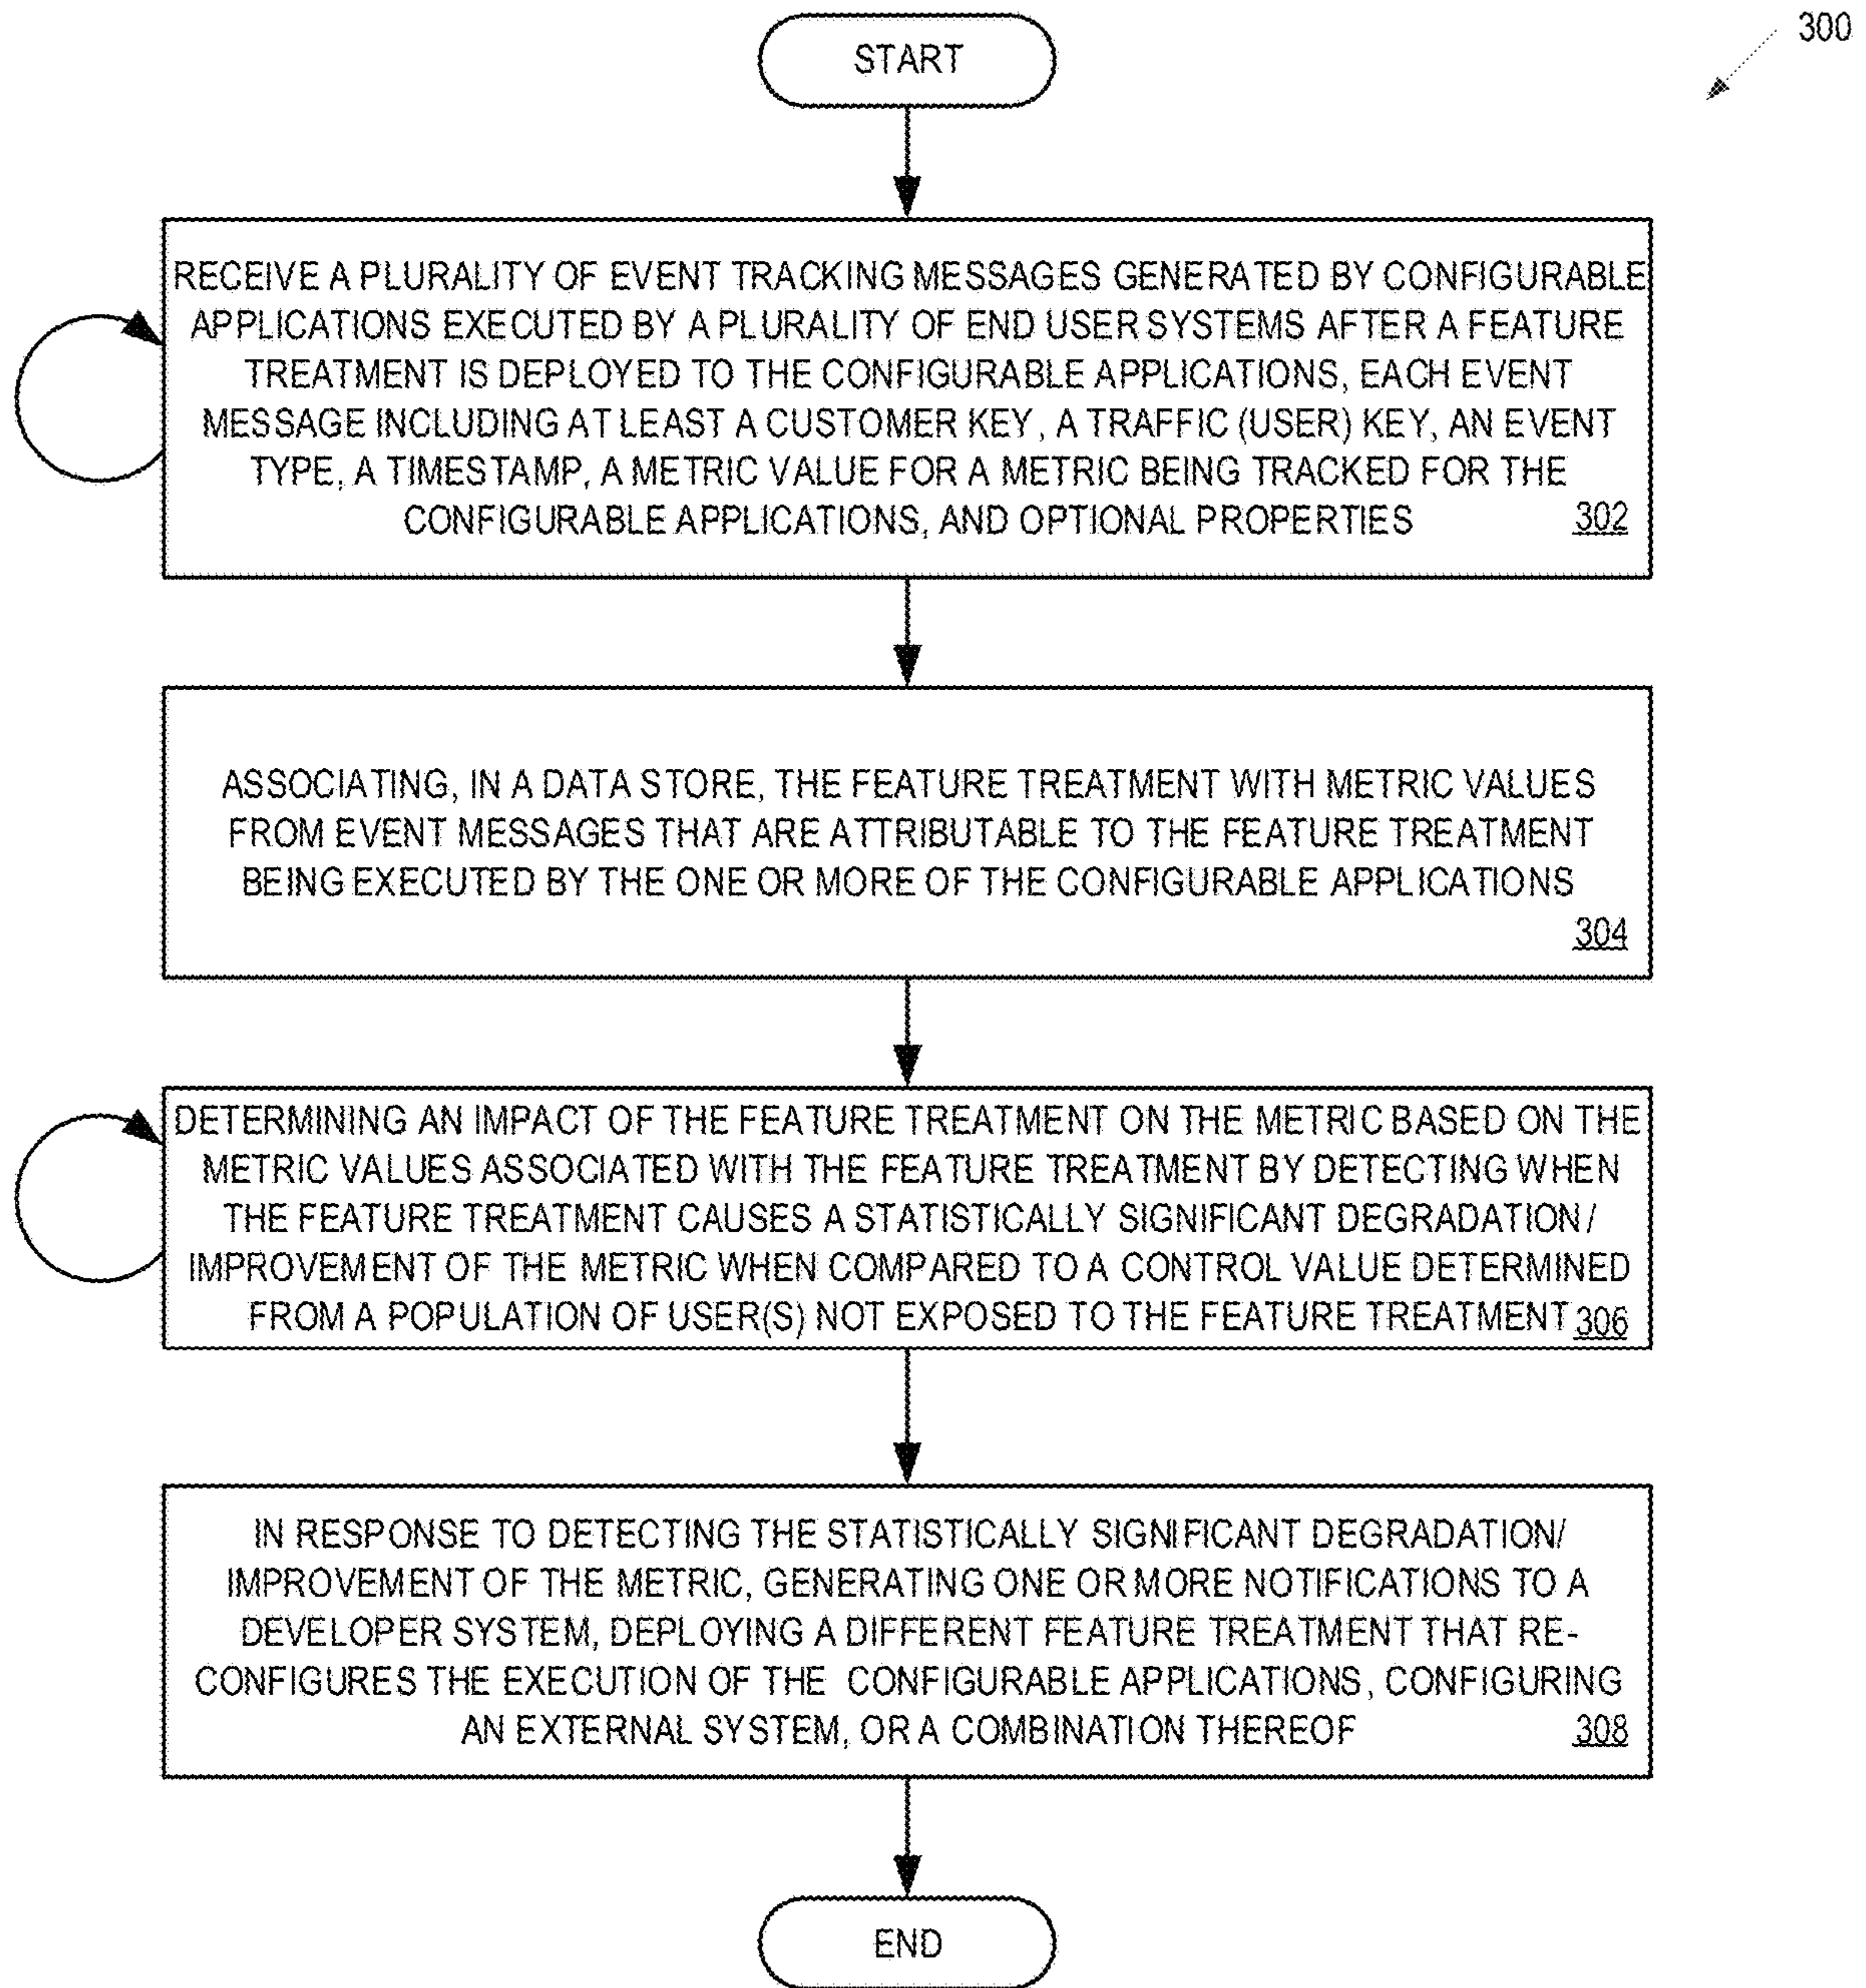 300
START
RECEIVE A PLURALITY OF EVENT TRACKING MESSAGES GENERATED BY CONFIGURABLE
APPLICATIONS EXECUTED BY A PLURALITY OF END USER SYSTEMS AFTER A FEATURE
TREATMENT IS DEPLOYED TO THE CONFIGURABLE APPLICATIONS, EACH EVENT
MESSAGE INCLUDING AT LEAST A CUSTOMER KEY, A TRAFFIC (USER) KEY, AN EVENT
TYPE, A TIMESTAMP, A METRIC VALUE FOR A METRIC BEING TRACKED FOR THE
CONFIGURABLE APPLICATIONS, AND OPTIONAL PROPERTIES
302
ASSOCIATING, IN A DATA STORE, THE FEATURE TREATMENT WITH METRIC VALUES
FROM EVENT MESSAGES THAT ARE ATTRIBUTABLE TO THE FEATURE TREATMENT
BEING EXECUTED BY THE ONE OR MORE OF THE CONFIGURABLE APPLICATIONS
304
DETERMINING AN IMPACT OF THE FEATURE TREATMENT ON THE METRIC BASED ON THE
METRIC VALUES ASSOCIATED WITH THE FEATURE TREATMENT BY DETECTING WHEN
THE FEATURE TREATMENT CAUSES A STATISTICALLY SIGNIFICANT DEGRADATION/
IMPROVEMENT OF THE METRIC WHEN COMPARED TO A CONTROL VALUE DETERMINED
FROM A POPULATION OF USER(S) NOT EXPOSED TO THE FEATURE TREATMENT
306
IN RESPONSE TO DETECTING THE STATISTICALLY SIGNIFICANT DEGRADATION/
IMPROVEMENT OF THE METRIC, GENERATING ONE OR MORE NOTIFICATIONS TO A
DEVELOPER SYSTEM, DEPLOYING A DIFFERENT FEATURE TREATMENT THAT RE-
CONFIGURES THE EXECUTION OF THE CONFIGURABLE APPLICATIONS, CONFIGURING
AN EXTERNAL SYSTEM, OR A COMBINATION THEREOF
308
END